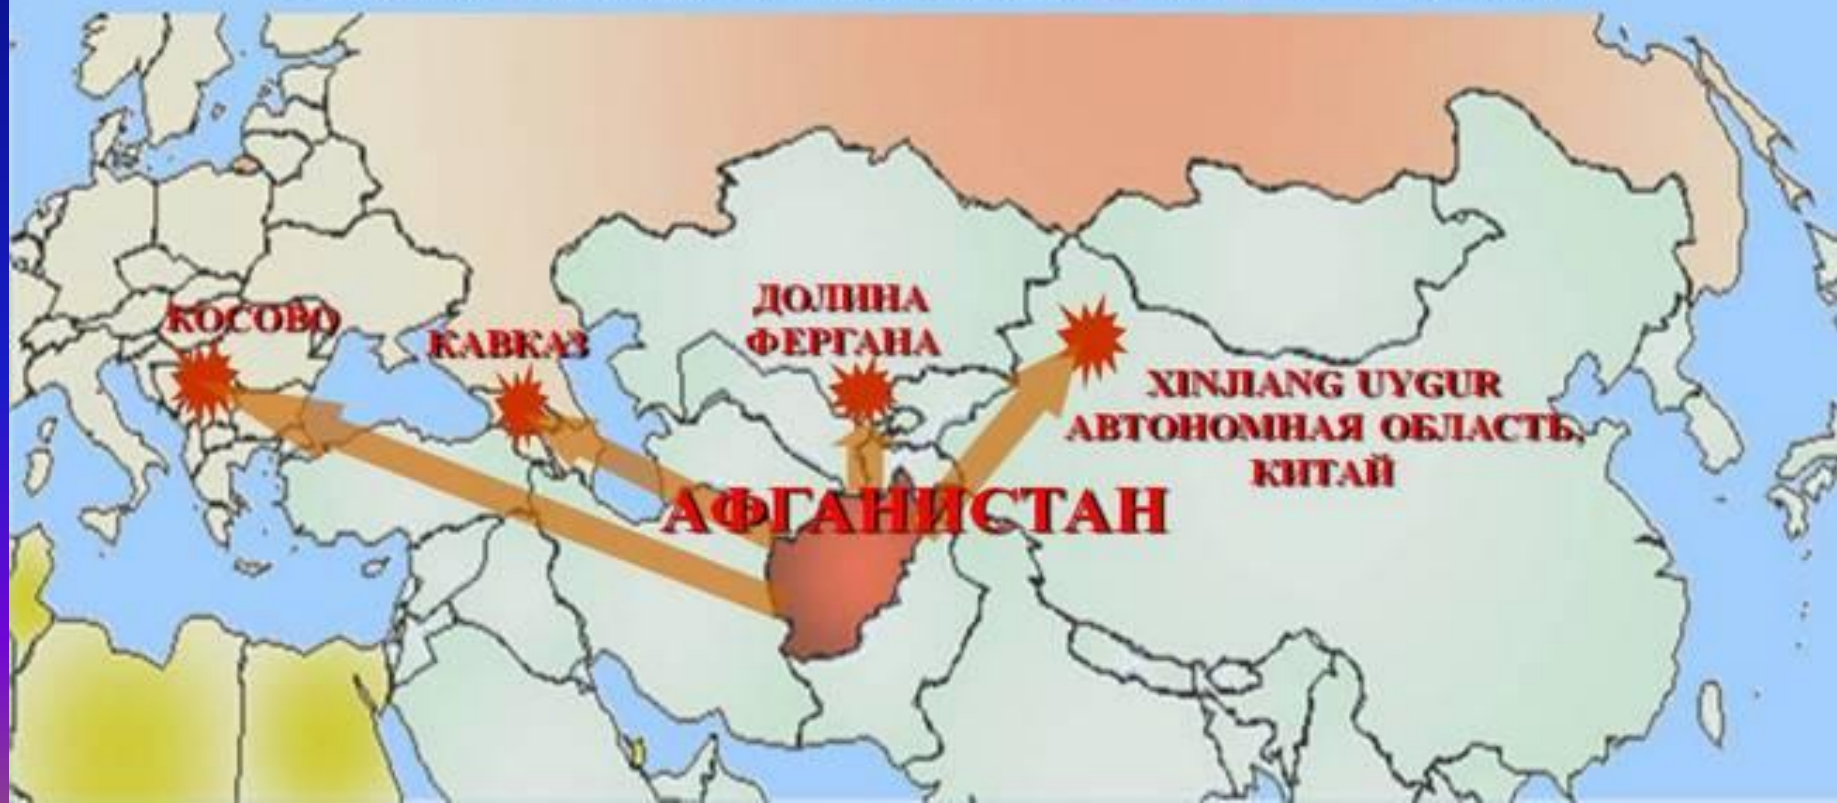 КОСОВО
КАВКАЗ
ДОЛИНА
ФЕРГАНА
XINJIANG UYGUR
АВТОНОМНАЯ ОБЛАСТЬ,
КИТАЙ
АФГАНИСТАН